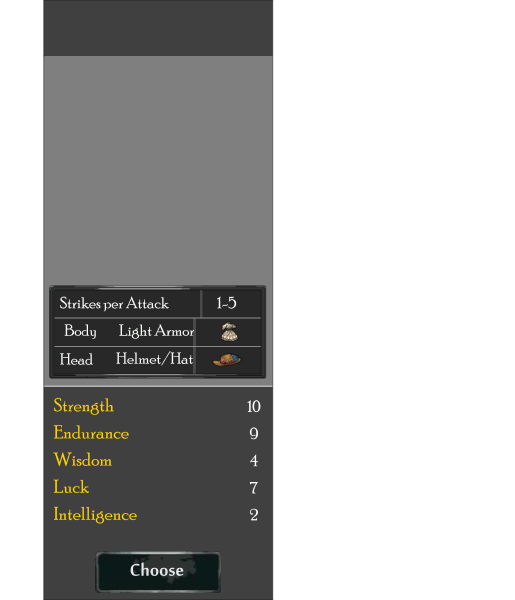 Strikes per Attack 1-5
Body Light Armor
Head Helmet/Hat
Strength 10
Endurance 9
Wisdom 4
Luck 7
Intelligence 2
Choose